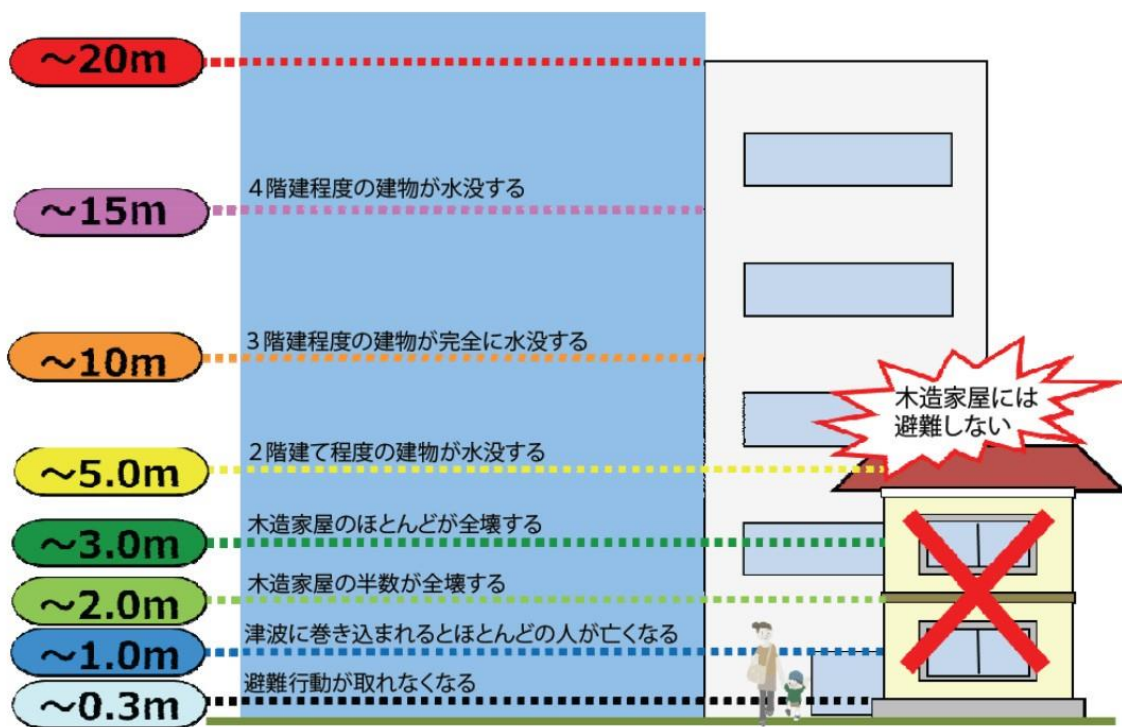 ～20m
４階建程度の建物が水没する
～15m
３階建程度の建物が完全に水没する
～10m
木造家屋には
避難しない
２階建て程度の建物が水没する
～5.0m
木造家屋のほとんどが全壊する
～3.0m
木造家屋の半数が全壊する
～2.0m
津波に巻き込まれるとほとんどの人が亡くなる
～1.0m
避難行動が取れなくなる
～0.3m